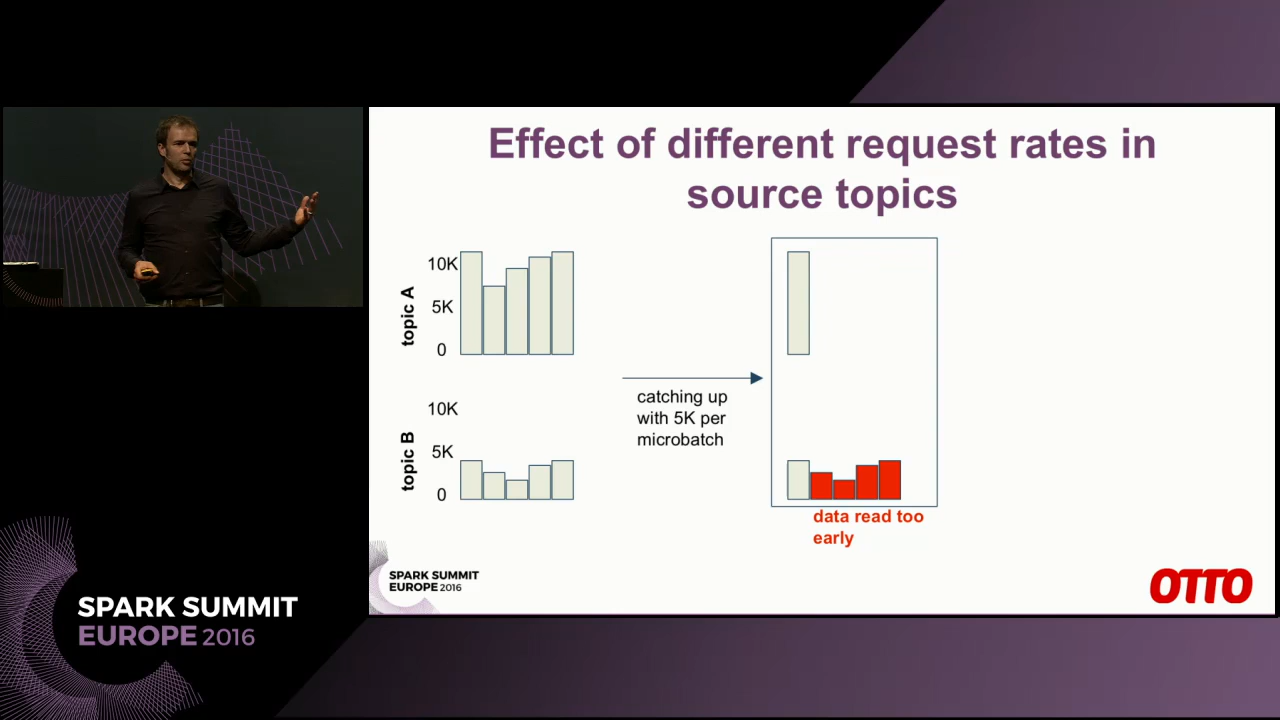 Effect of different request rates in
source topics
topic A
10K
5K
0
catching up
with 5K per
microbatch
topic B
10K
5K
0
data read too
early
SPARK SUMMIT
EUROPE 2016
OTTO
SPARK SUMMIT
EUROPE 2016